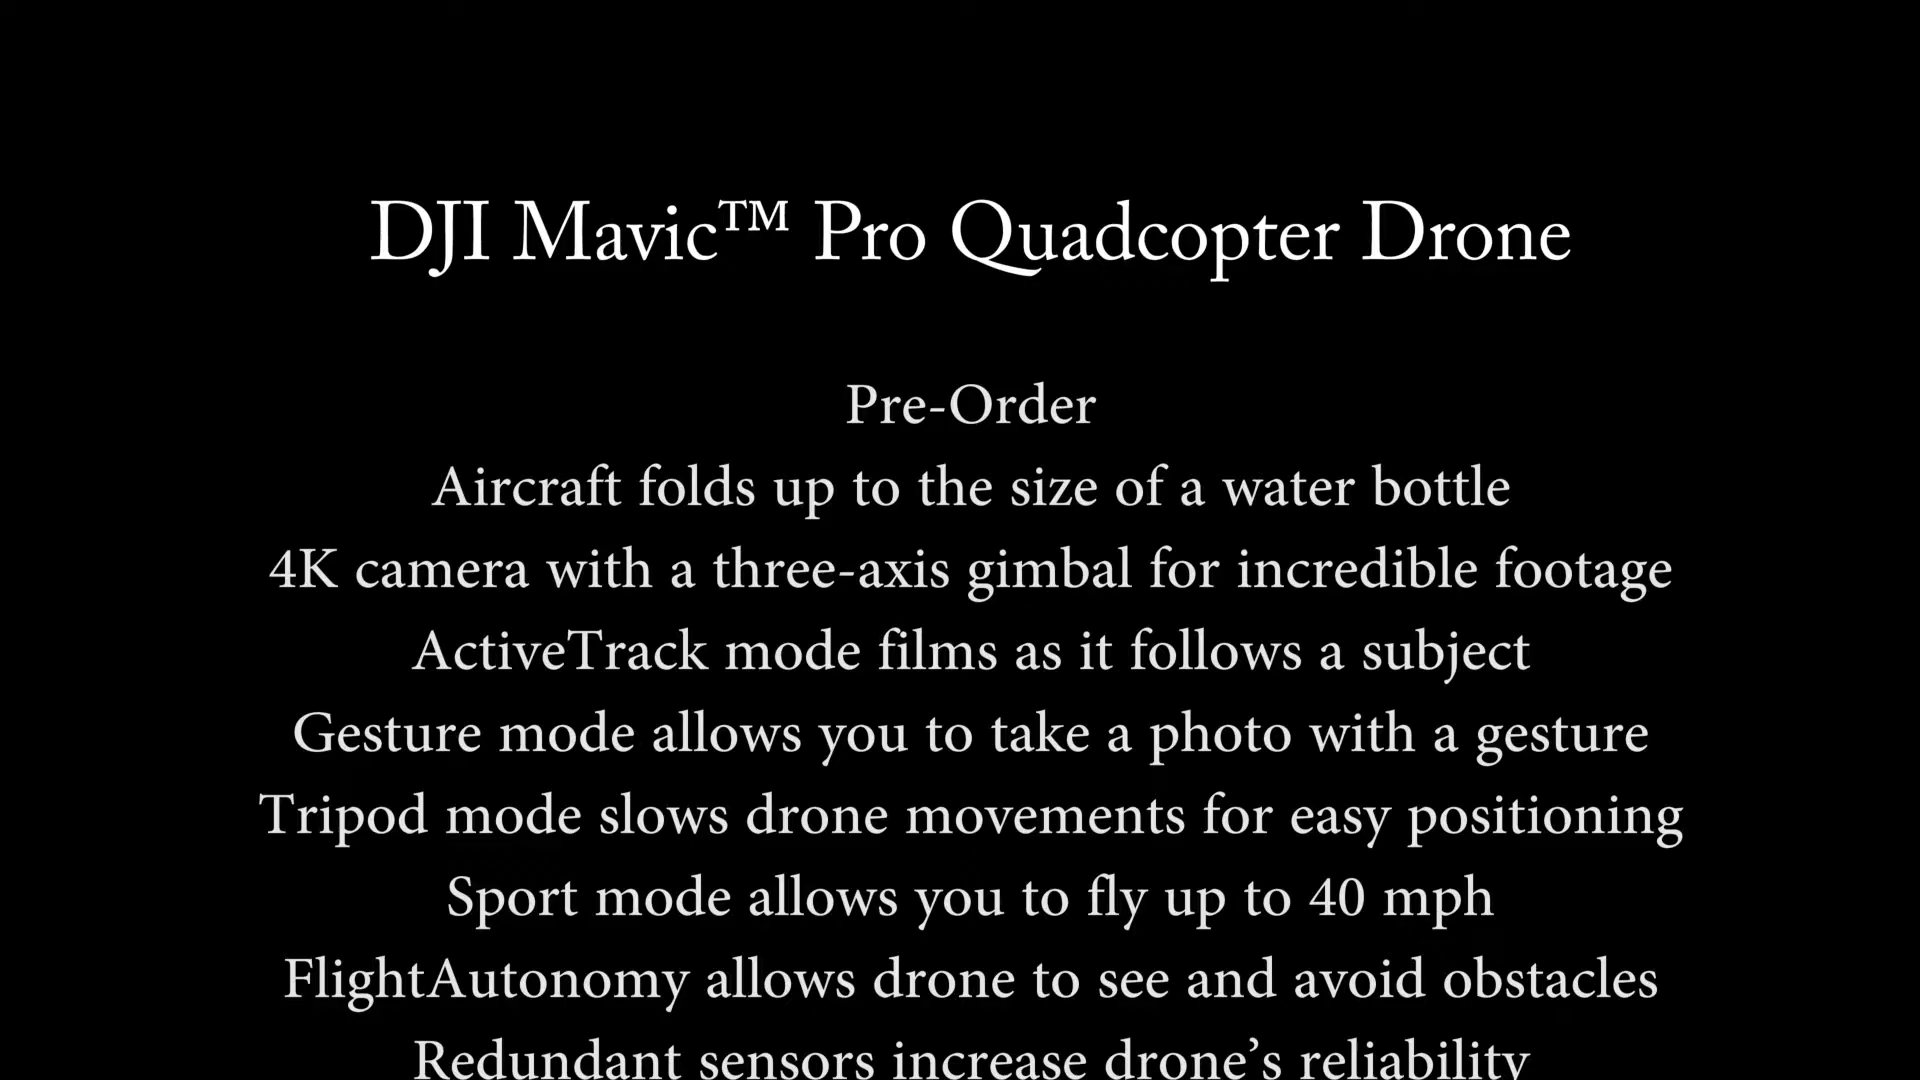 DJI Mavic™ Pro Quadcopter Drone
Pre-Order
Aircraft folds up to the size of a water bottle
4K camera with a three-axis gimbal for incredible footage
ActiveTrack mode films as it follows a subject
Gesture mode allows you to take a photo with a gesture
Tripod mode slows drone movements for easy positioning
Sport mode allows you to fly up to 40 mph
FlightAutonomy allows drone to see and avoid obstacles
Redundant sensors increase drone’s reliability